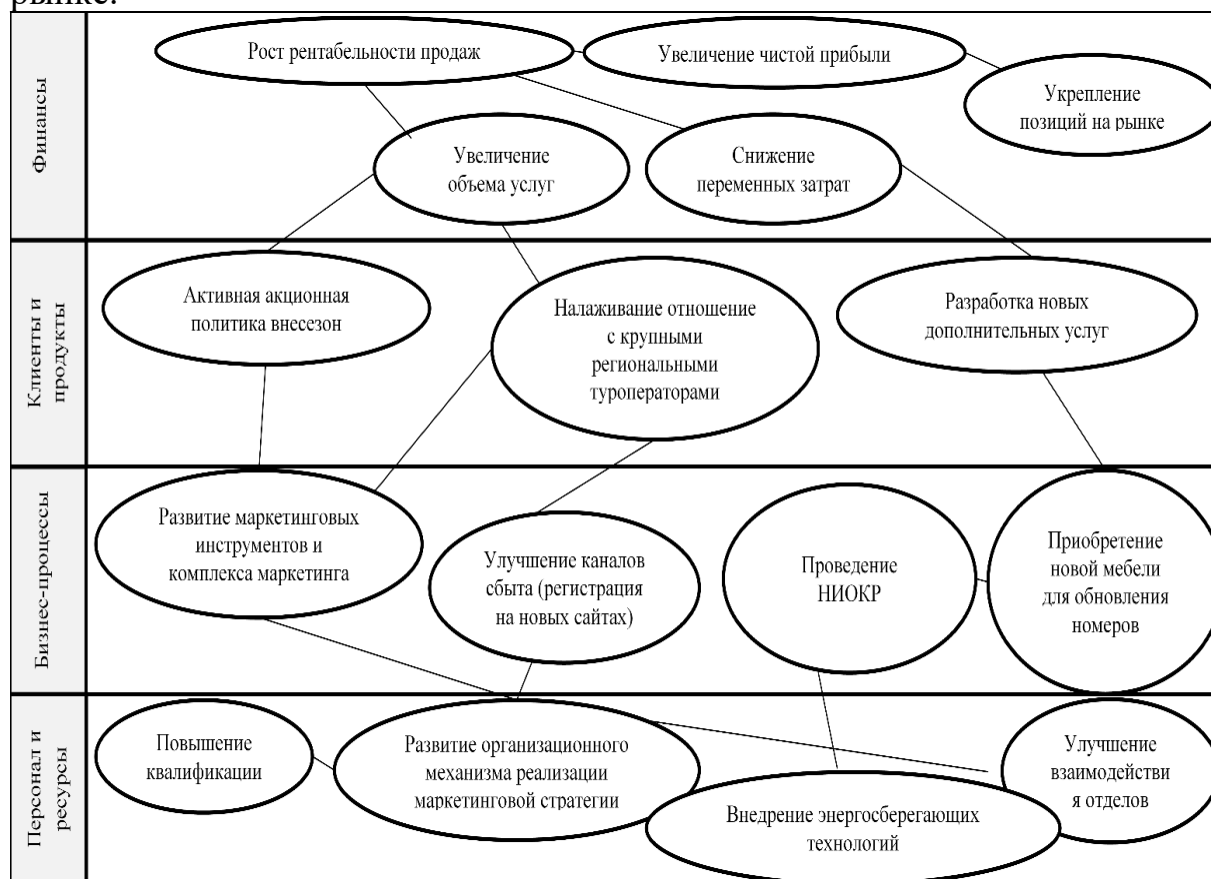 рынке.
Финансы
Рост рентабельности продаж
Увеличение чистой прибыли
Укрепление
позиций на рынке
Увеличение
объема услуг
Снижение
переменных затрат
Клиенты и
продукты
Активная акционная
политика внесезон
Налаживание отношение
с крупными
региональными
туроператорами
Разработка новых
дополнительных услуг
Бизнес-процессы
Развитие маркетинговых
инструментов и
комплекса маркетинга
Улучшение каналов
сбыта (регистрация
на новых сайтах)
Проведение
НИОКР
Приобретение
новой мебели
для обновления
номеров
Персонал и
ресурсы
Повышение
квалификации
Развитие организационного
механизма реализации
маркетинговой стратегии
Внедрение энергосберегающих
технологий
Улучшение
взаимодействи
я отделов